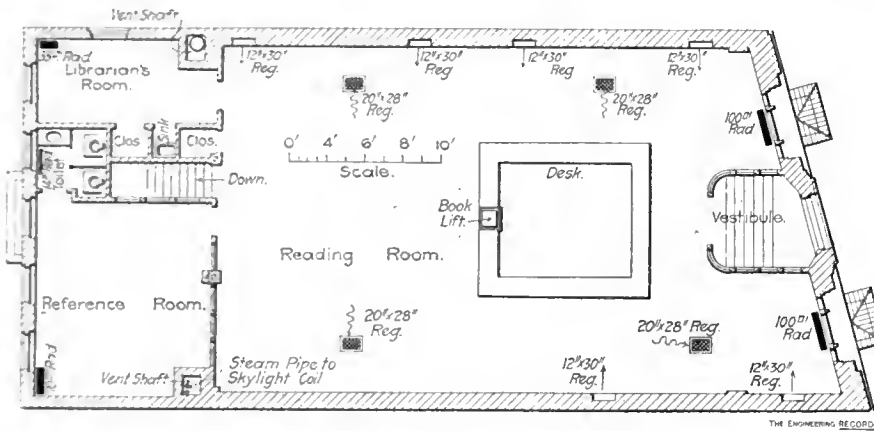 Vent Shaft
Rad
Librarian's
Room.
12"x30"
Reg.
12"x30"
Reg
12"x30"
Reg.
12"x30"
Reg.
20"x28"
Reg.
20"x28"
Reg.
100□'
Rad
Clos
Sink
Clos.
Toilet
0' 2' 4' 6' 8' 10'
Scale.
Down.
Desk.
Book
Lift.
Vestibule.
Reading Room.
Reference Room.
20"x28"
Reg.
20"x28" Reg.
100□'
Rad
Rad
Vent Shaft
Steam Pipe to
Skylight Coil
12"x30"
Reg.
12"x30"
Reg.
THE ENGINEERING RECORD